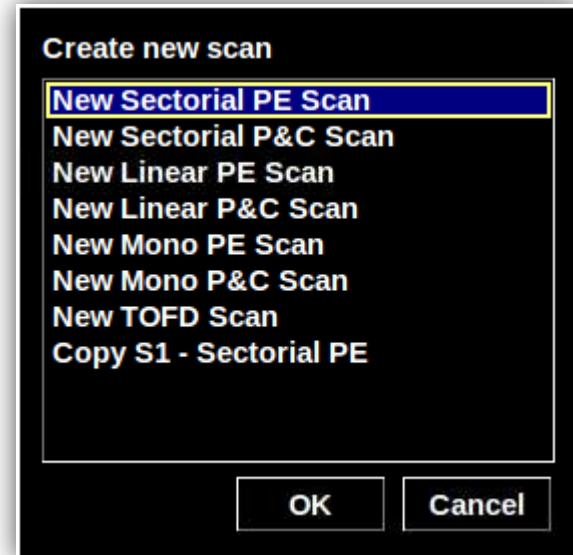 Create new scan
New Sectorial PE Scan
New Sectorial P&C Scan
New Linear PE Scan
New Linear P&C Scan
New Mono PE Scan
New Mono P&C Scan
New TOFD Scan
Copy S1 - Sectorial PE
OK Cancel